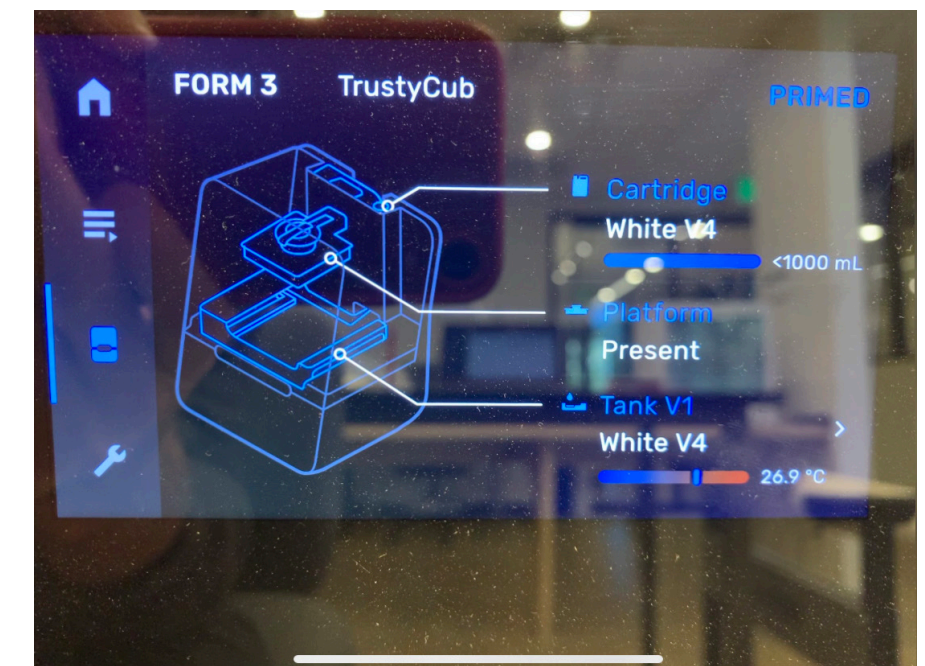 FORM 3
TrustyCub
PRIMED
Cartridge
White V4
<1000 mL
Platform
Present
Tank V1
White V4
26.9 °C